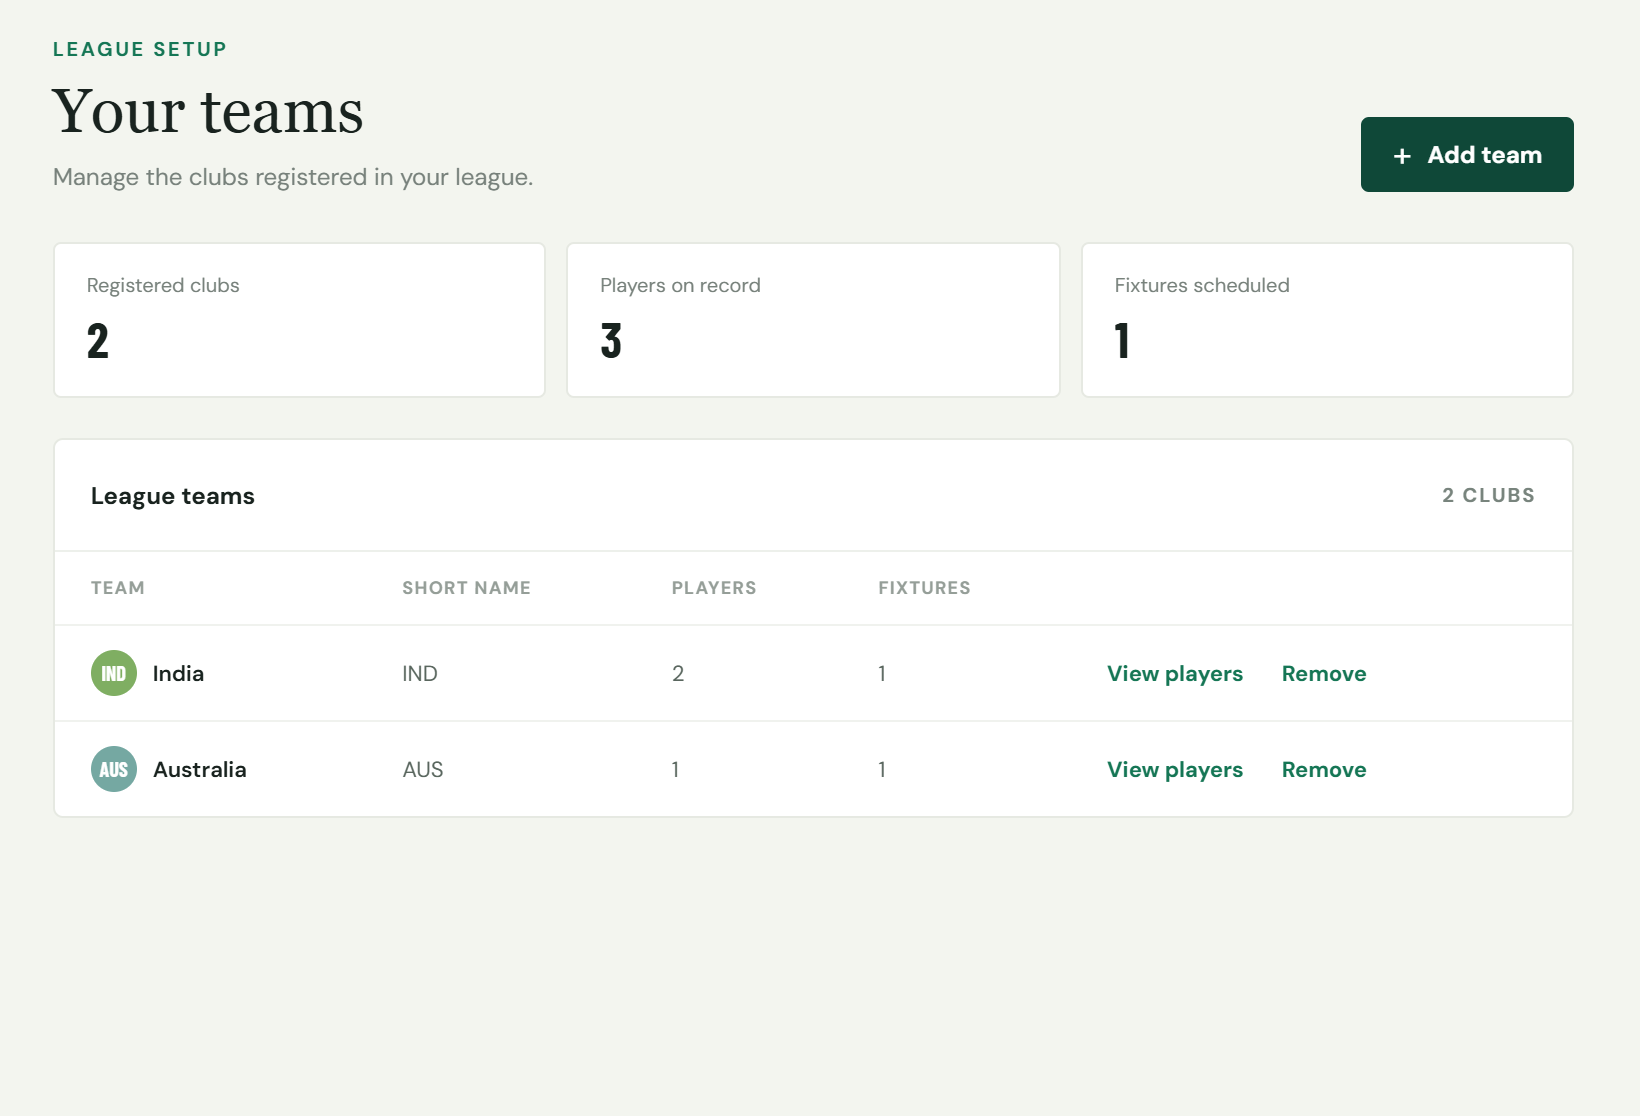 LEAGUE SETUP
Your teams
Manage the clubs registered in your league.
+ Add team
Registered clubs
2
Players on record
3
Fixtures scheduled
1
League teams
2 CLUBS
TEAM SHORT NAME PLAYERS FIXTURES
IND India IND 2 1 View players Remove
AUS Australia AUS 1 1 View players Remove